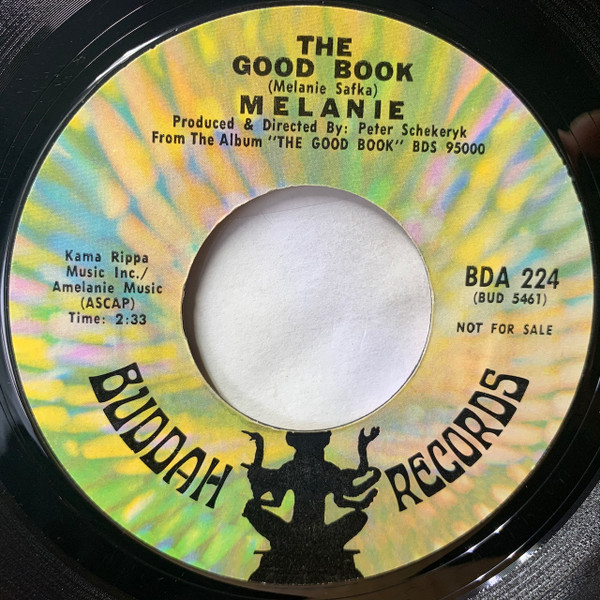 THE
GOOD BOOK
(Melanie Safka)
MELANIE
Produced & Directed By: Peter Schekeryk
From The Album "THE GOOD BOOK" BDS 95000
Kama Rippa
Music Inc./
Amelanie Music
(ASCAP)
Time: 2:33
BDA 224
(BUD 5461)
NOT FOR SALE
BUDDAH RECORDS